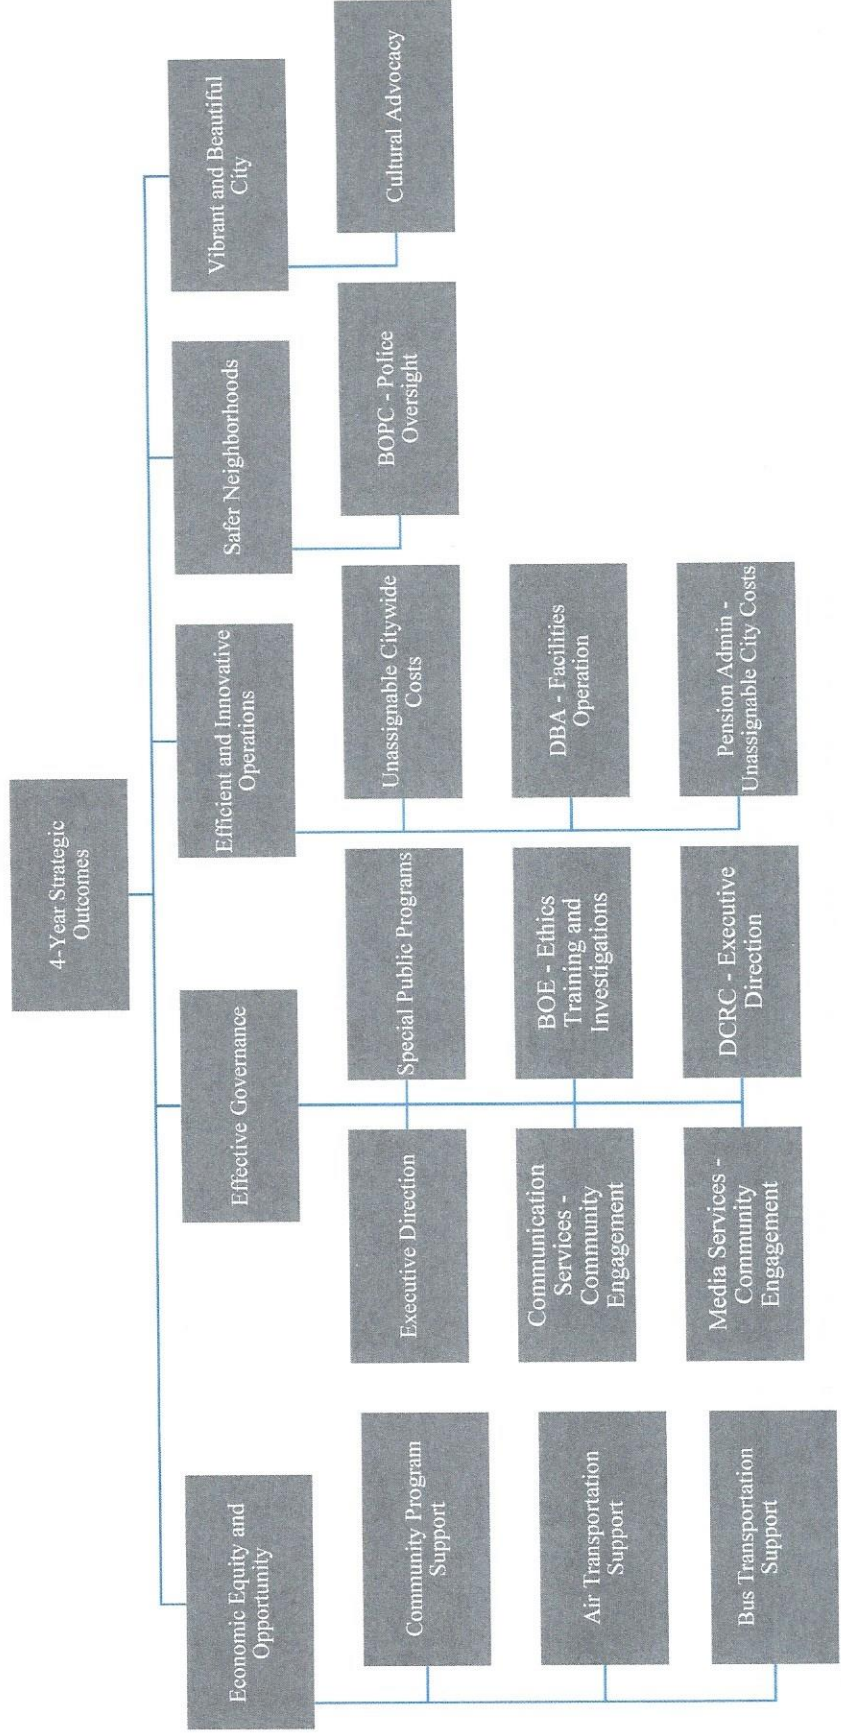 4-Year Strategic
Outcomes
Economic Equity and
Opportunity
Community Program
Support
Air Transportation
Support
Bus Transportation
Support
Effective Governance
Executive Direction
Special Public Programs
Communication
Services -
Community
Engagement
BOE - Ethics
Training and
Investigations
Media Services -
Community
Engagement
DCRC - Executive
Direction
Efficient and Innovative
Operations
Unassignable Citywide
Costs
DBA - Facilities
Operation
Pension Admin -
Unassignable City Costs
Safer Neighborhoods
BOPC - Police
Oversight
Vibrant and Beautiful
City
Cultural Advocacy